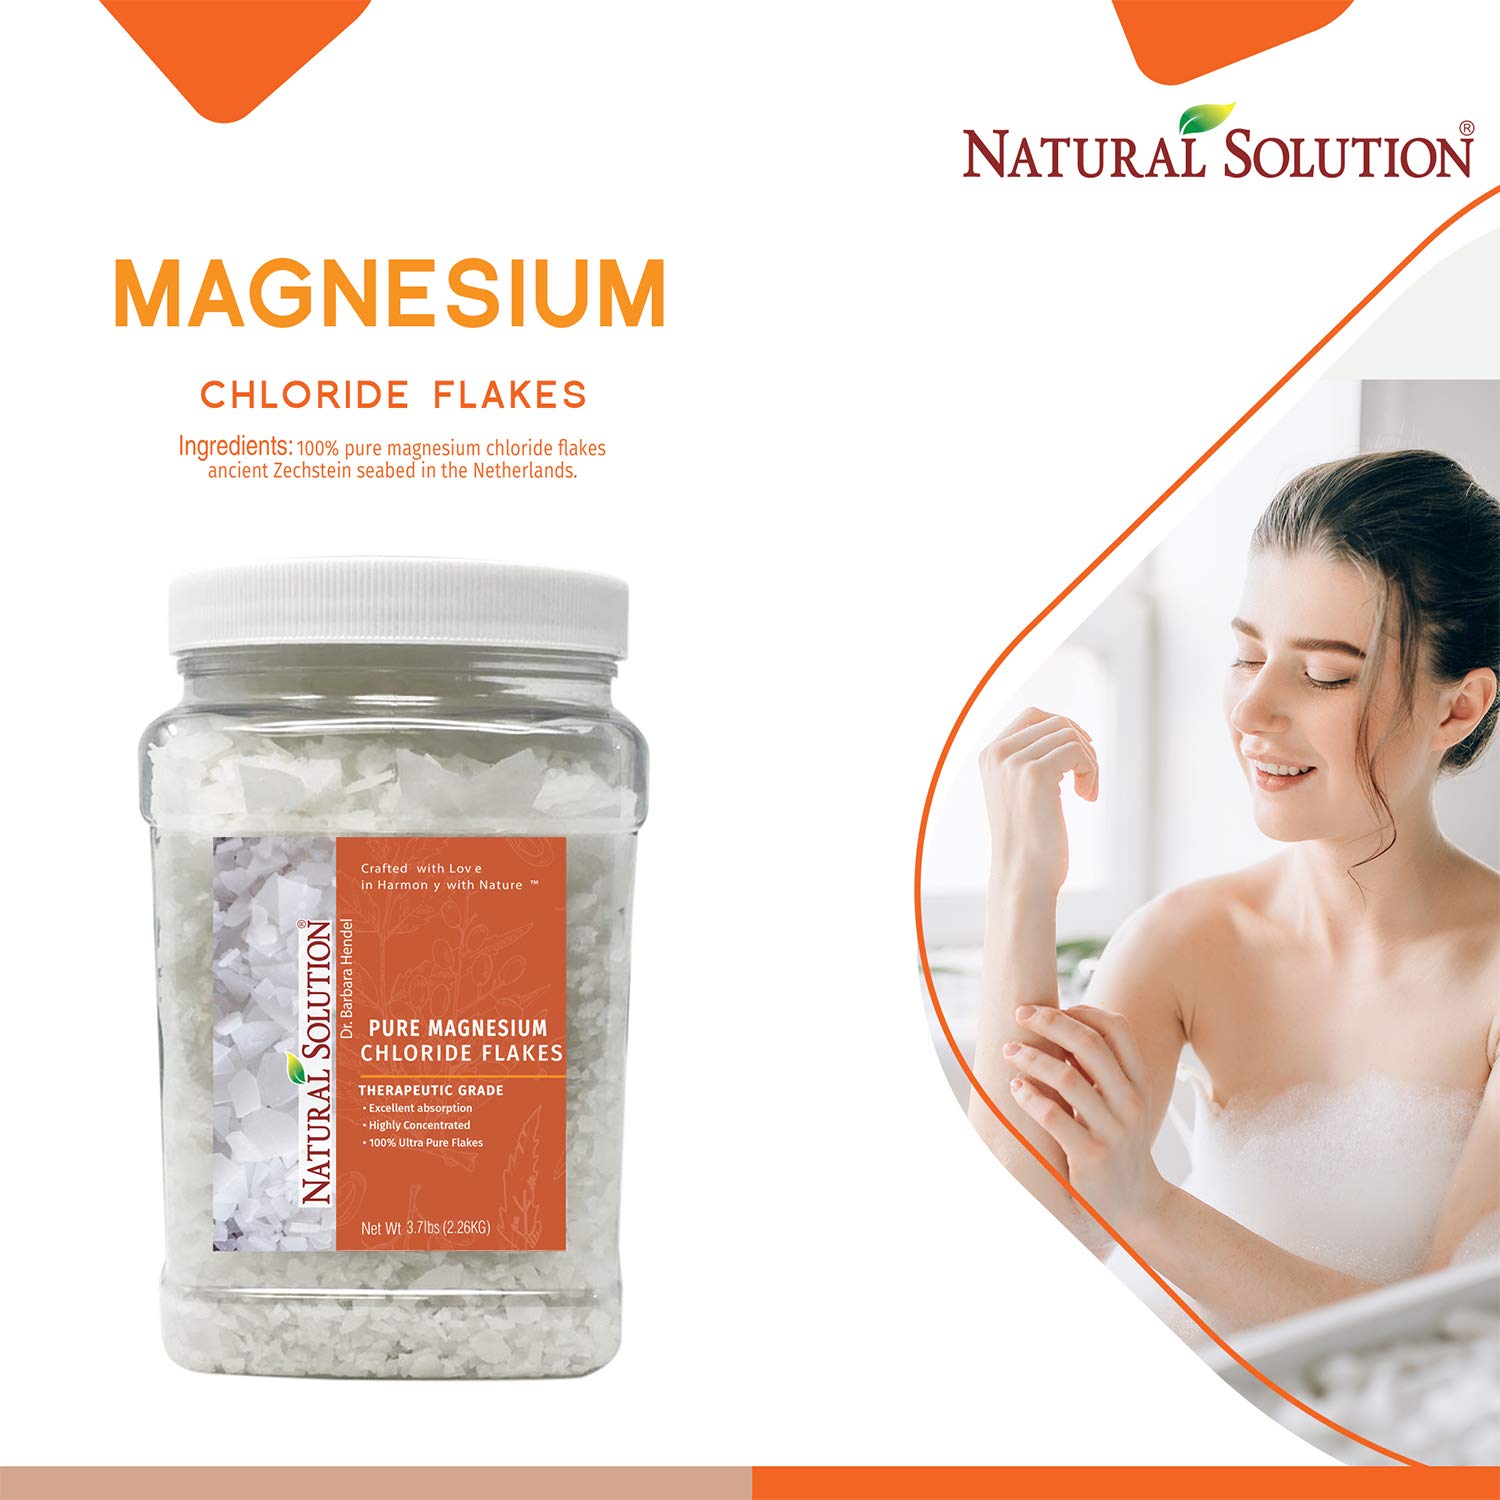 NATURAL SOLUTION®
MAGNESIUM
CHLORIDE FLAKES
Ingredients: 100% pure magnesium chloride flakes
ancient Zechstein seabed in the Netherlands.
Crafted with Lov e
in Harmon y with Nature ™
NATURAL SOLUTION®
Dr. Barbara Hendel
PURE MAGNESIUM
CHLORIDE FLAKES
THERAPEUTIC GRADE
• Excellent absorption
• Highly Concentrated
• 100% Ultra Pure Flakes
Net Wt 3.7lbs (2.26KG)